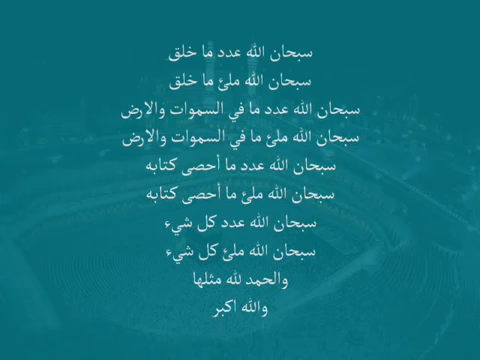 سبحان الله عدد ما خلق
سبحان الله ملئ ما خلق
سبحان الله عدد ما في السموات والارض
سبحان الله ملئ ما في السموات والارض
سبحان الله عدد ما أحصى كتابه
سبحان الله ملئ ما أحصى كتابه
سبحان الله عدد كل شيء
سبحان الله ملئ كل شيء
والحمد لله مثلها
والله اكبر